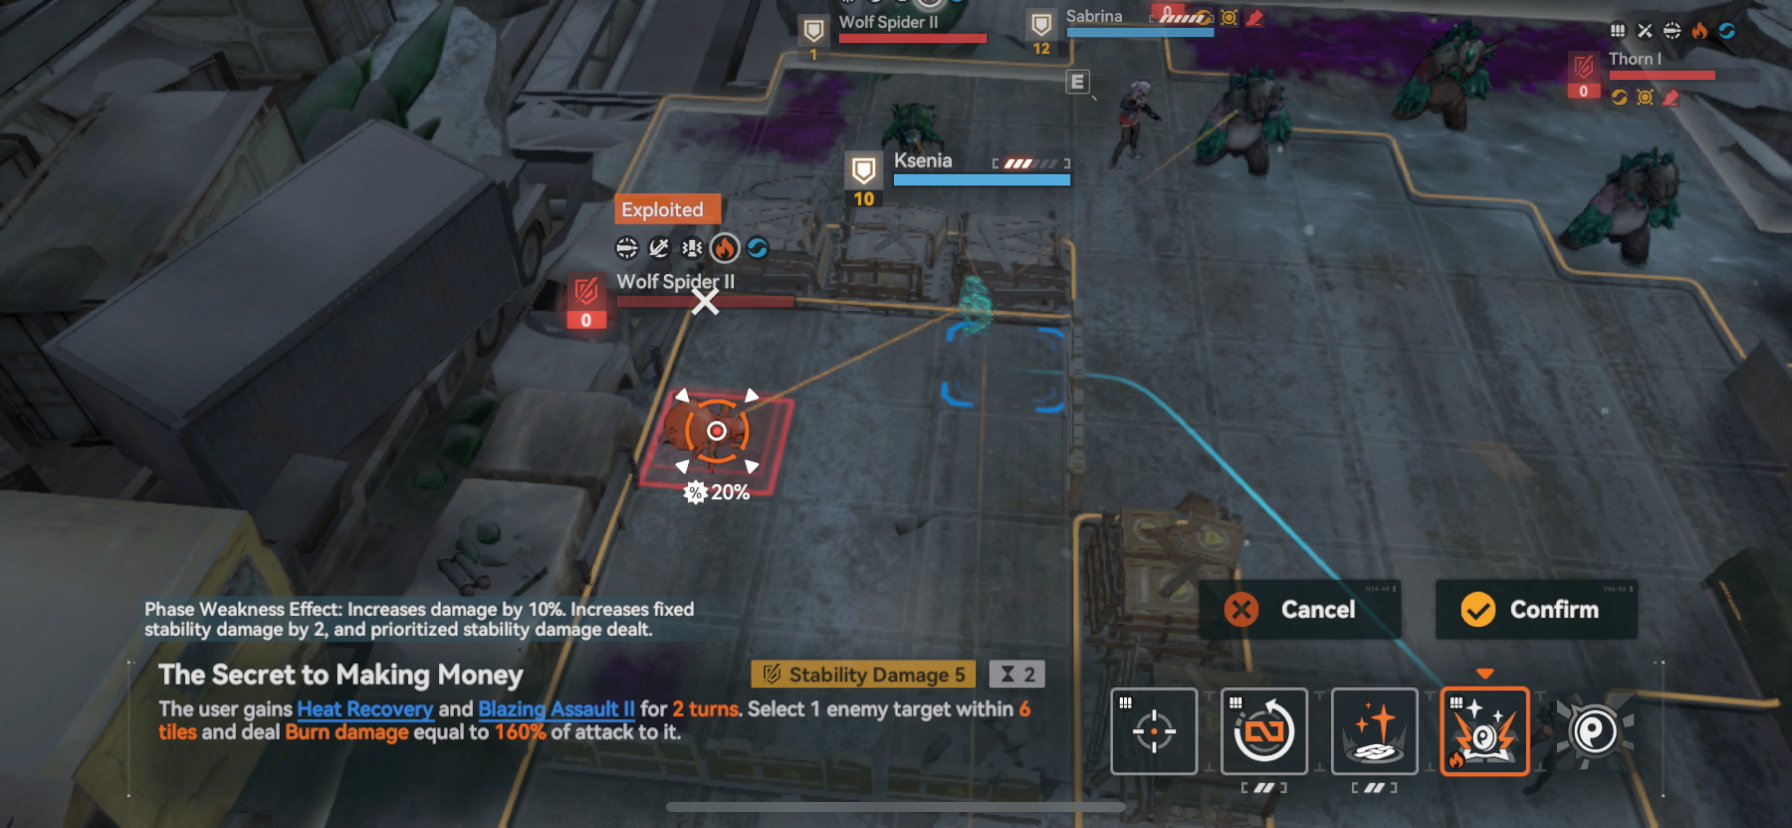 Wolf Spider II
1
Sabrina
12
0
E
Thorn I
0
Ksenia
10
Exploited
Wolf Spider II
0
20%
Phase Weakness Effect: Increases damage by 10%. Increases fixed
stability damage by 2, and prioritized stability damage dealt.
Cancel
Confirm
The Secret to Making Money
Stability Damage 5
2
The user gains Heat Recovery and Blazing Assault II for 2 turns. Select 1 enemy target within 6
tiles and deal Burn damage equal to 160% of attack to it.